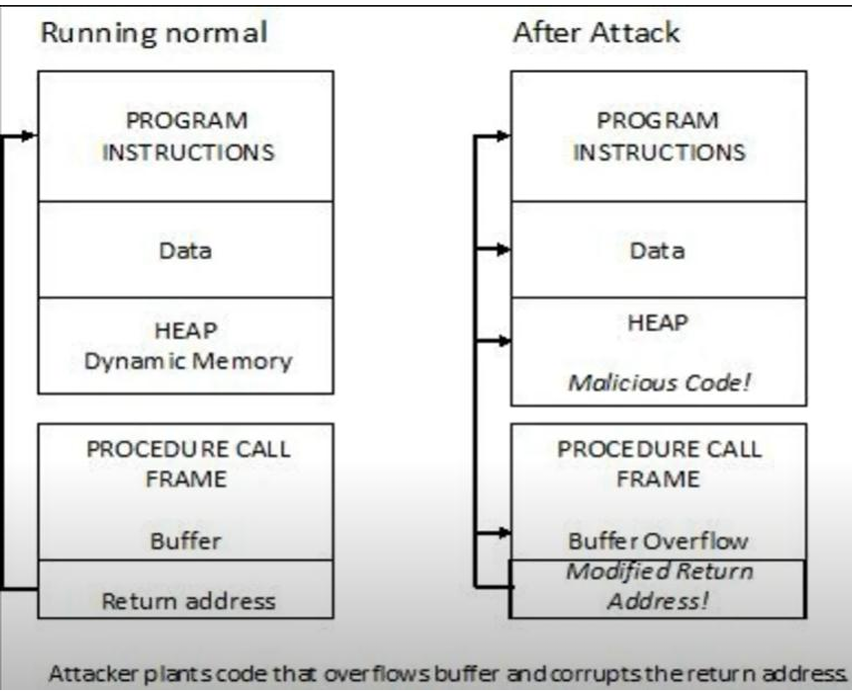 Running normal
PROGRAM
INSTRUCTIONS
Data
HEAP
Dynamic Memory
PROCEDURE CALL
FRAME
Buffer
Return address
After Attack
PROGRAM
INSTRUCTIONS
Data
HEAP
Malicious Code!
PROCEDURE CALL
FRAME
Buffer Overflow
Modified Return
Address!
Attacker plants code that overflows buffer and corrupts the return address.